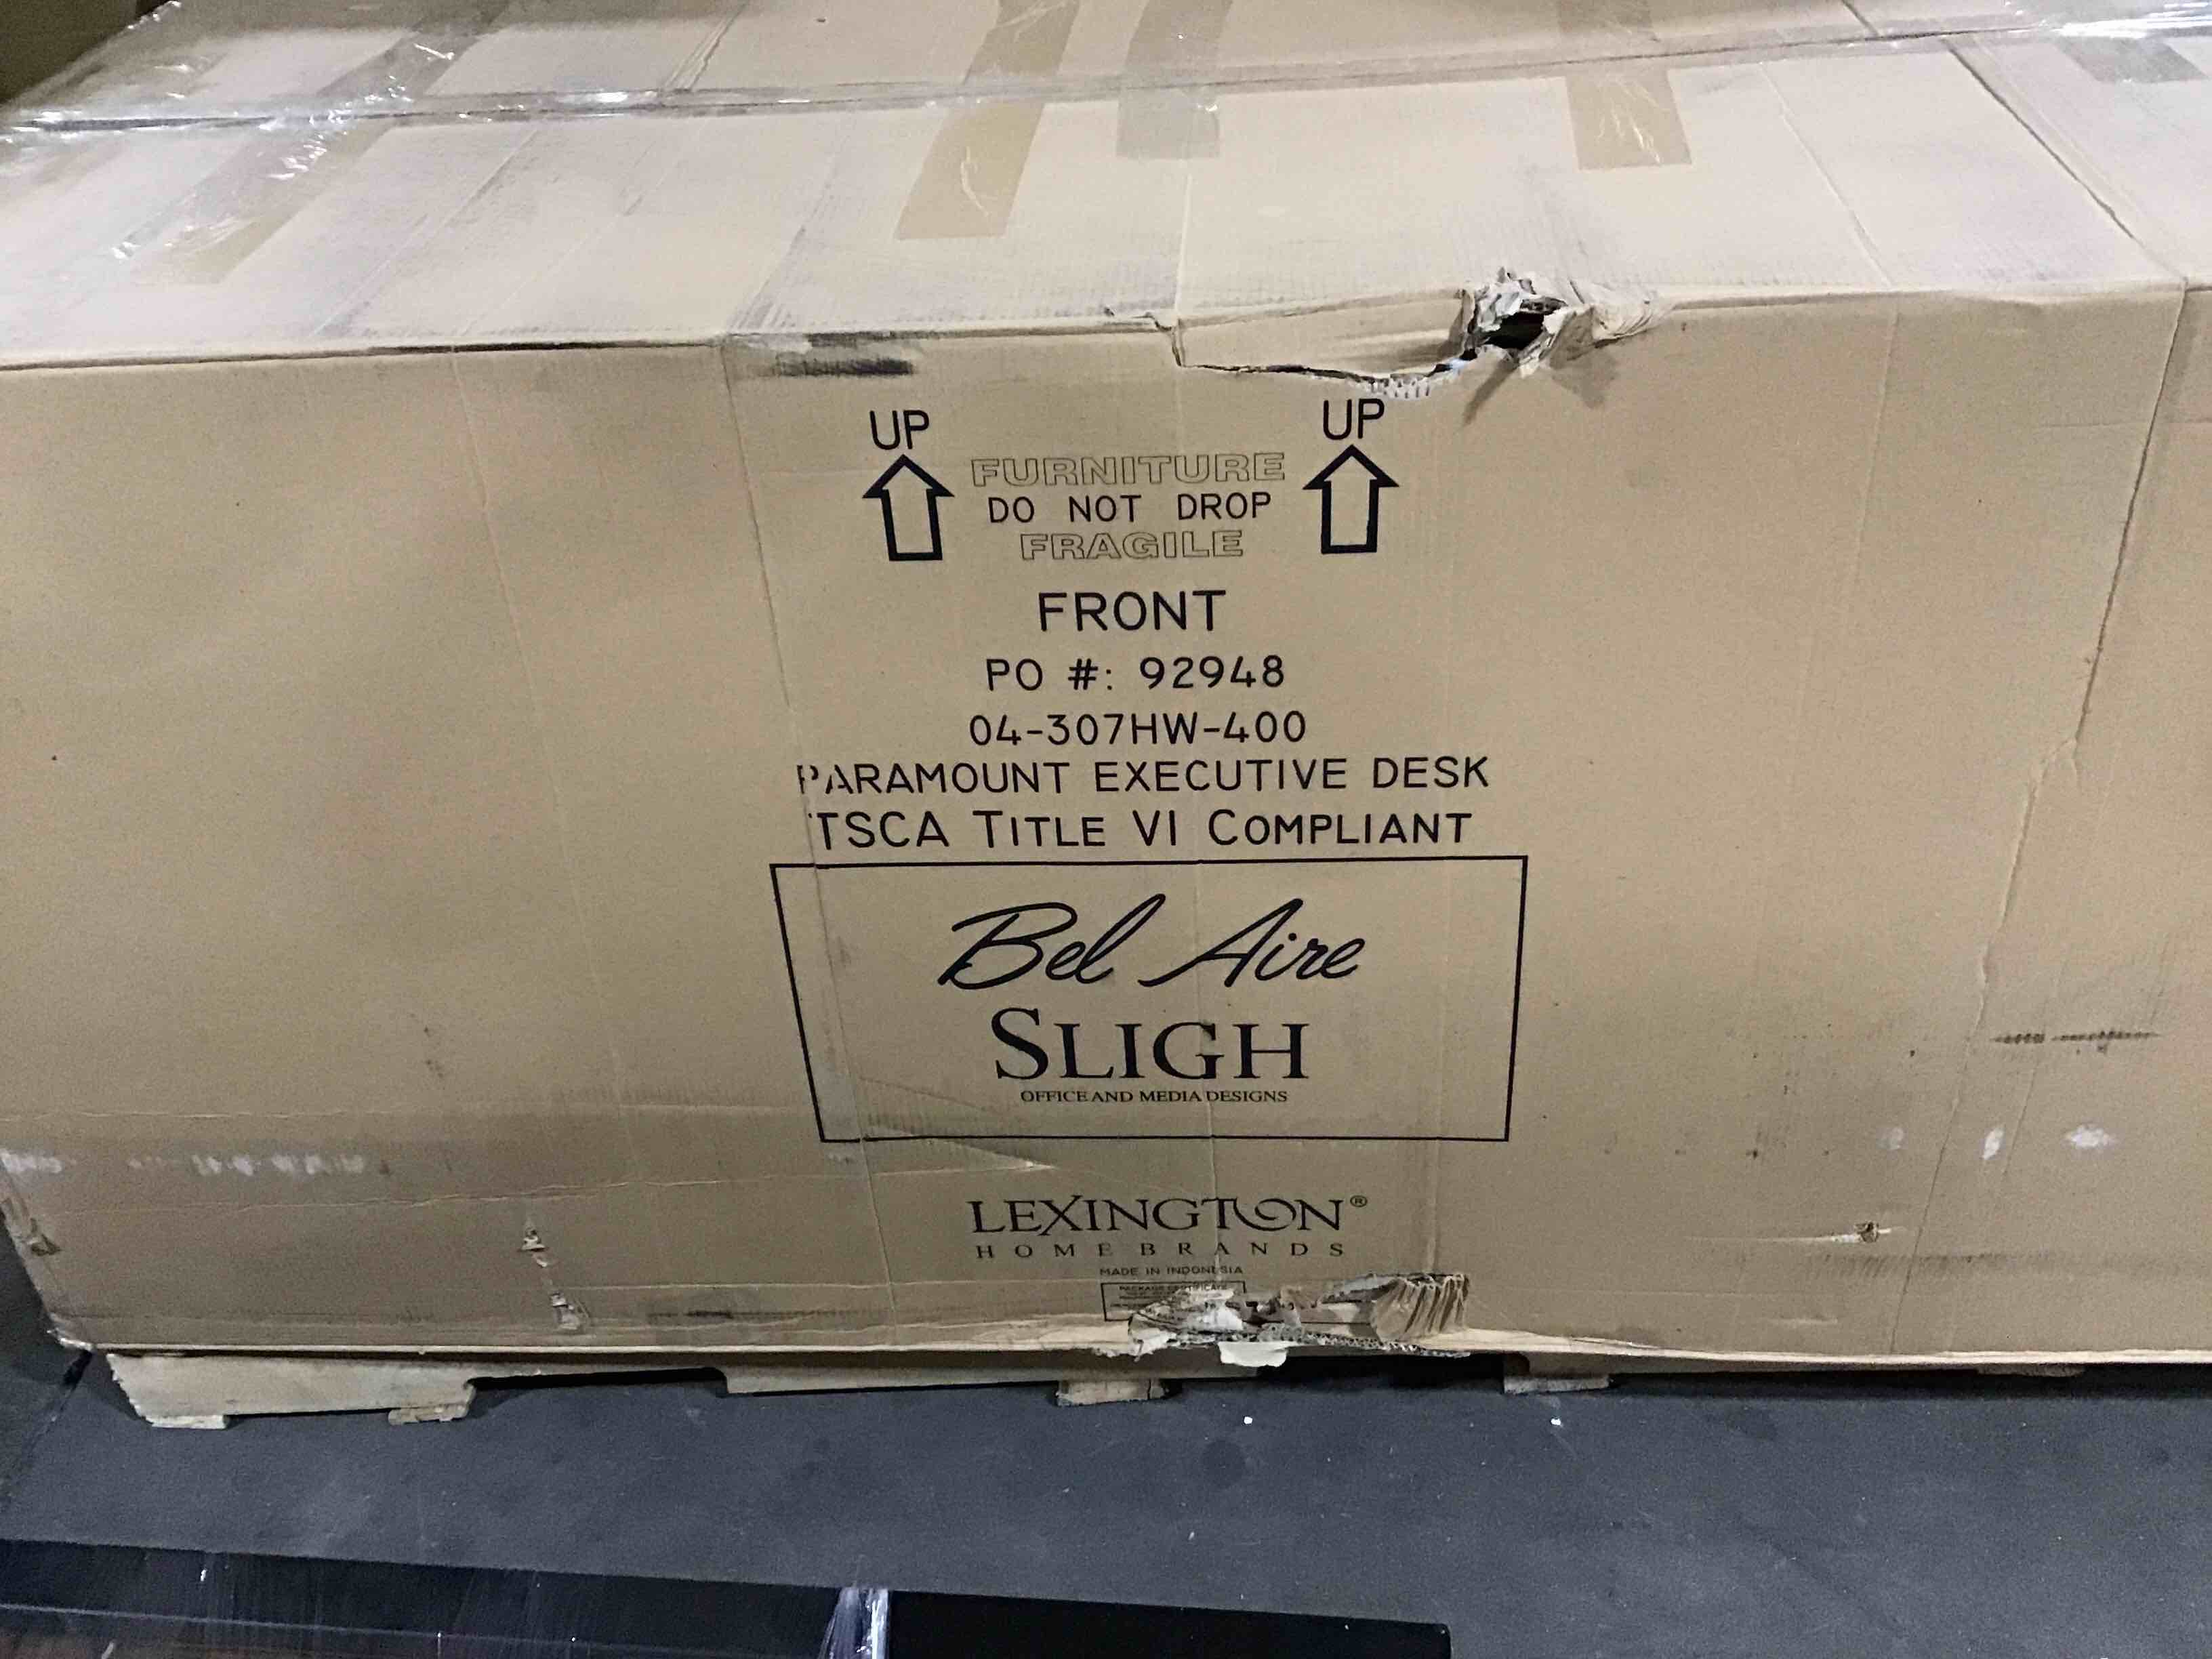 UP UP
FURNITURE
DO NOT DROP
FRAGILE
FRONT
PO #: 92948
04-307HW-400
PARAMOUNT EXECUTIVE DESK
TSCA TITLE VI COMPLIANT
Bel Aire
SLIGH
OFFICE AND MEDIA DESIGNS
LEXINGTON®
HOME BRANDS
MADE IN INDONESIA